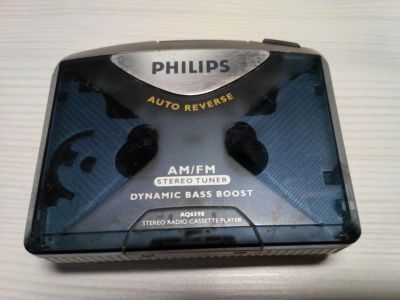 PHILIPS
AUTO REVERSE
AM/FM
STEREO TUNER
DYNAMIC BASS BOOST
AQ6598
STEREO RADIO CASSETTE PLAYER